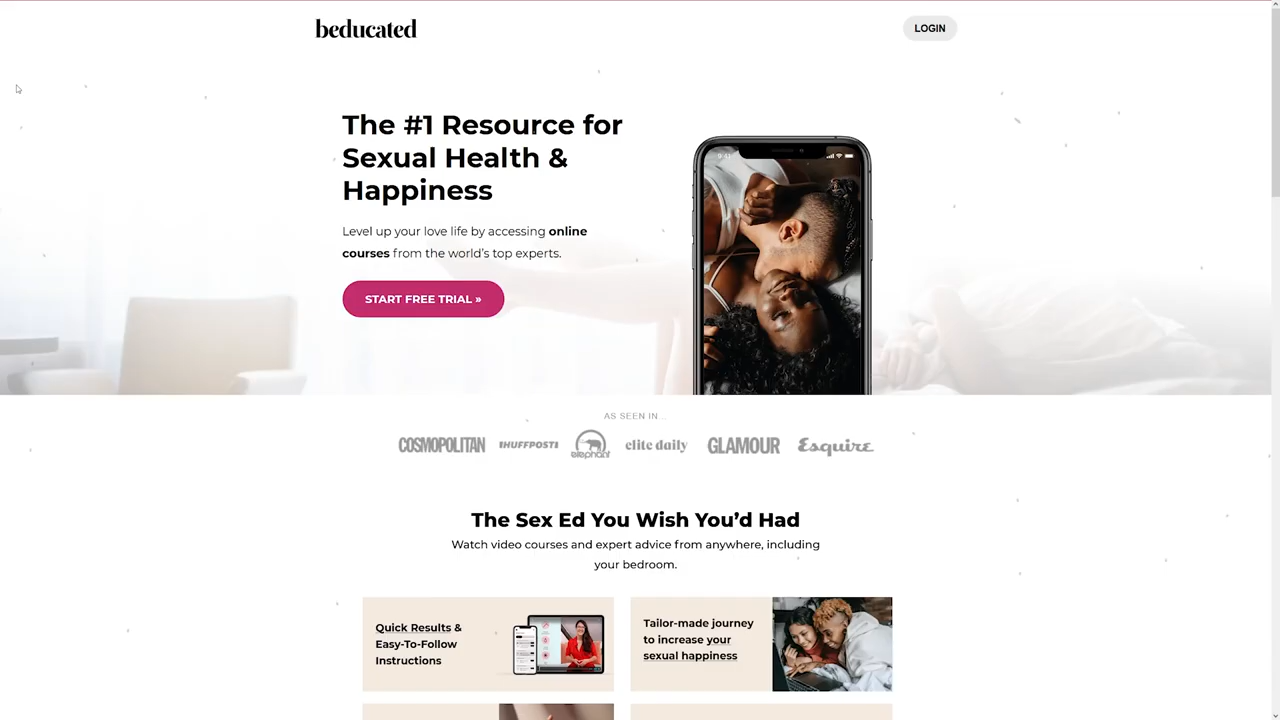 beducated
LOGIN
The #1 Resource for
Sexual Health &
Happiness
Level up your love life by accessing online
courses from the world's top experts.
START FREE TRIAL »
AS SEEN IN
COSMOPOLITAN
HUFFPOST
elephant
elite daily
GLAMOUR
Esquire
The Sex Ed You Wish You'd Had
Watch video courses and expert advice from anywhere, including
your bedroom.
Quick Results &
Easy-To-Follow
Instructions
Tailor-made journey
to increase your
sexual happiness